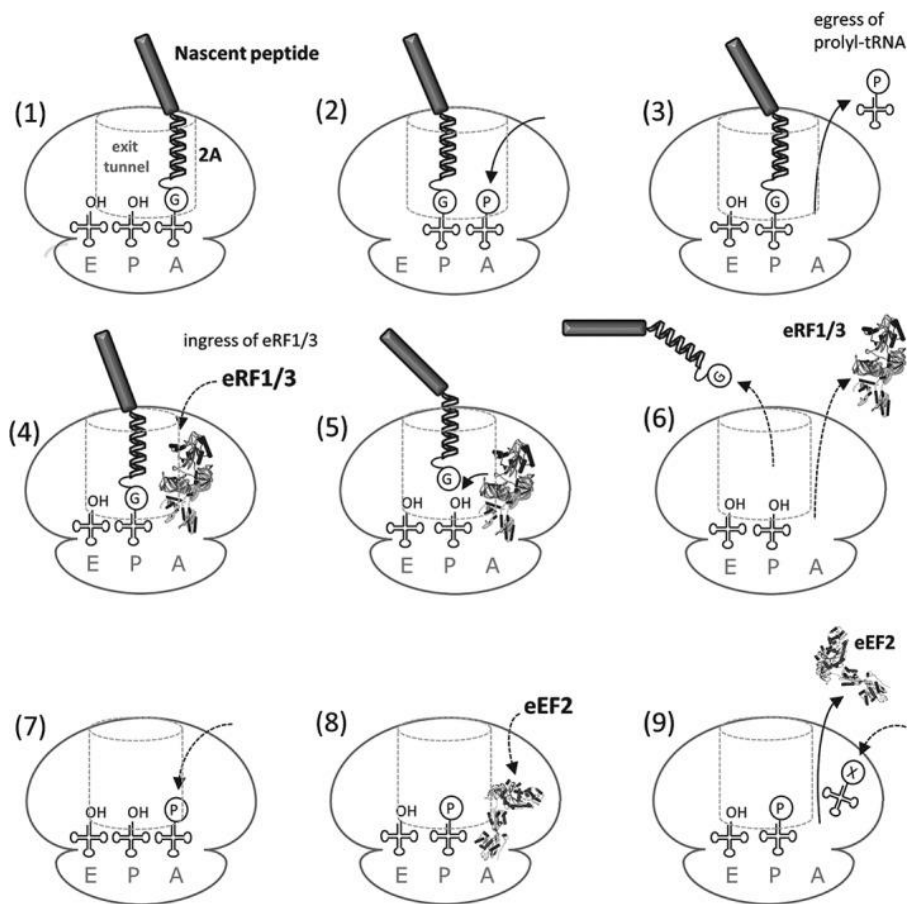 (1)
Nascent peptide
exit
tunnel
2A
G
OH
OH
E P A
(2)
G
P
E P A
(3)
egress of
prolyl-tRNA
P
OH
G
E P A
(4)
ingress of eRF1/3
eRF1/3
OH
G
E P A
(5)
G
OH
OH
E P A
(6)
G
eRF1/3
OH
OH
E P A
(7)
OH
OH
P
E P A
(8)
eEF2
OH
P
E P A
(9)
eEF2
X
OH
P
E P A